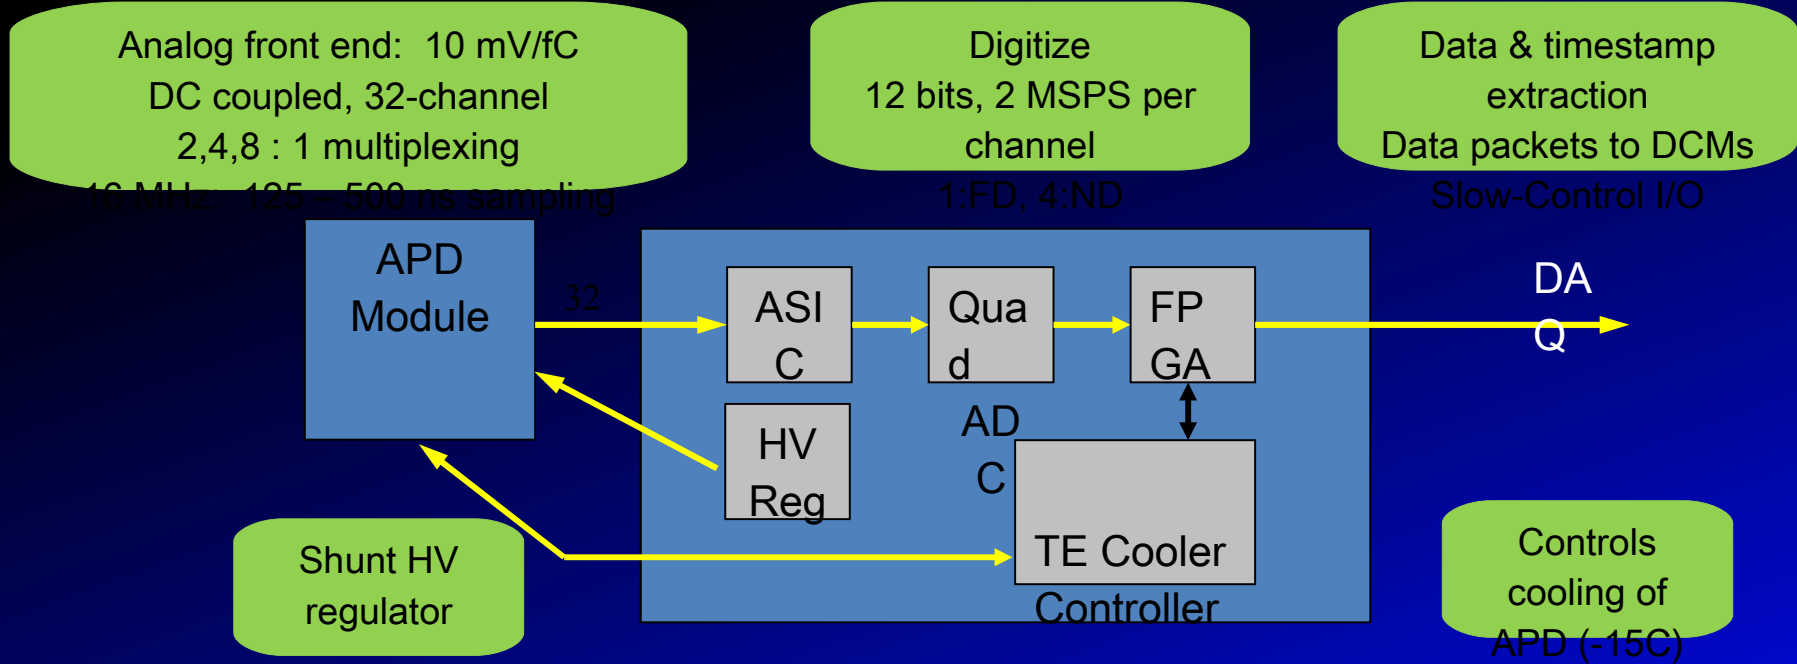 Analog front end: 10 mV/fC
DC coupled, 32-channel
2,4,8 : 1 multiplexing
16 MHz: 125 – 500 ns sampling
Digitize
12 bits, 2 MSPS per
channel
1:FD, 4:ND
Data & timestamp
extraction
Data packets to DCMs
Slow-Control I/O
APD
Module
32
ASI
C
Qua
d
AD
C
FP
GA
DA
Q
HV
Reg
TE Cooler
Controller
Shunt HV
regulator
Controls
cooling of
APD (-15C)